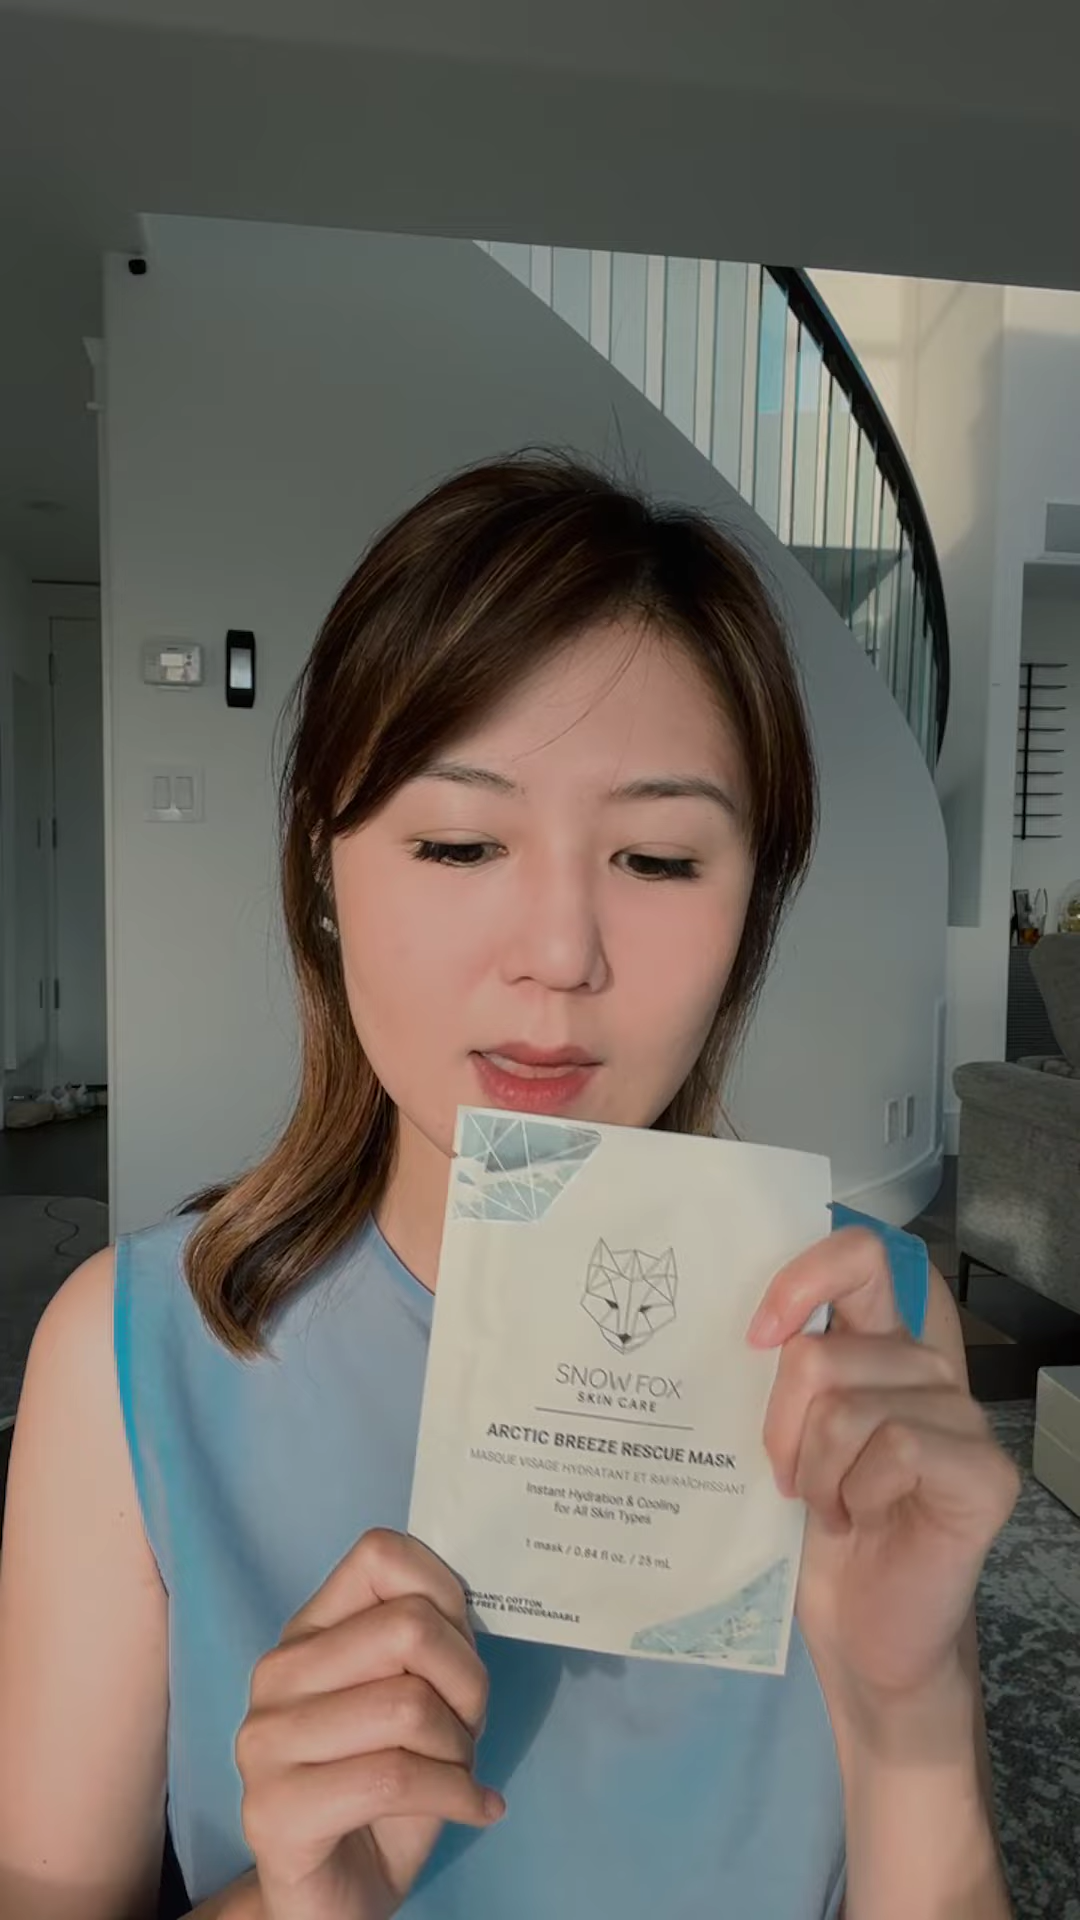 SNOW FOX
SKIN CARE
ARCTIC BREEZE RESCUE MASK
MASQUE VISAGE HYDRATANT ET RAFRAÎCHISSANT
Instant Hydration & Cooling
for All Skin Types
1 mask / 0.84 fl oz. / 25 mL
ORGANIC COTTON
-FREE & BIODEGRADABLE